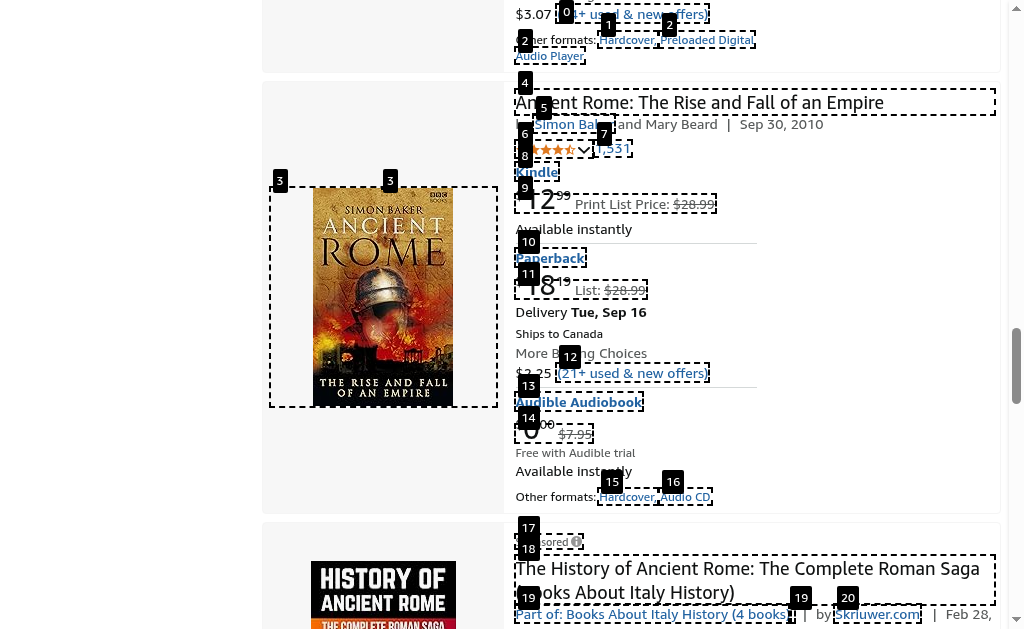 $3.07 (4+ used & new offers)
Other formats: Hardcover, Preloaded Digital
Audio Player
Ancient Rome: The Rise and Fall of an Empire
by Simon Baker and Mary Beard | Sep 30, 2010
1,531
Kindle
12 99 Print List Price: $28.99
Available instantly
Paperback
18 19 List: $28.99
Delivery Tue, Sep 16
Ships to Canada
More Buying Choices
$2.25 (21+ used & new offers)
Audible Audiobook
0 00 $7.95
Free with Audible trial
Available instantly
Other formats: Hardcover, Audio CD
BBC
BOOKS
SIMON BAKER
ANCIENT
ROME
THE RISE AND FALL
OF AN EMPIRE
Sponsored
The History of Ancient Rome: The Complete Roman Saga
(Books About Italy History)
Part of: Books About Italy History (4 books) | by Skriuwer.com | Feb 28,
HISTORY OF
ANCIENT ROME
THE COMPLETE ROMAN SAGA
0
1
2
2
3
3
4
5
6
7
8
9
10
11
12
13
14
15
16
17
18
19
19
20